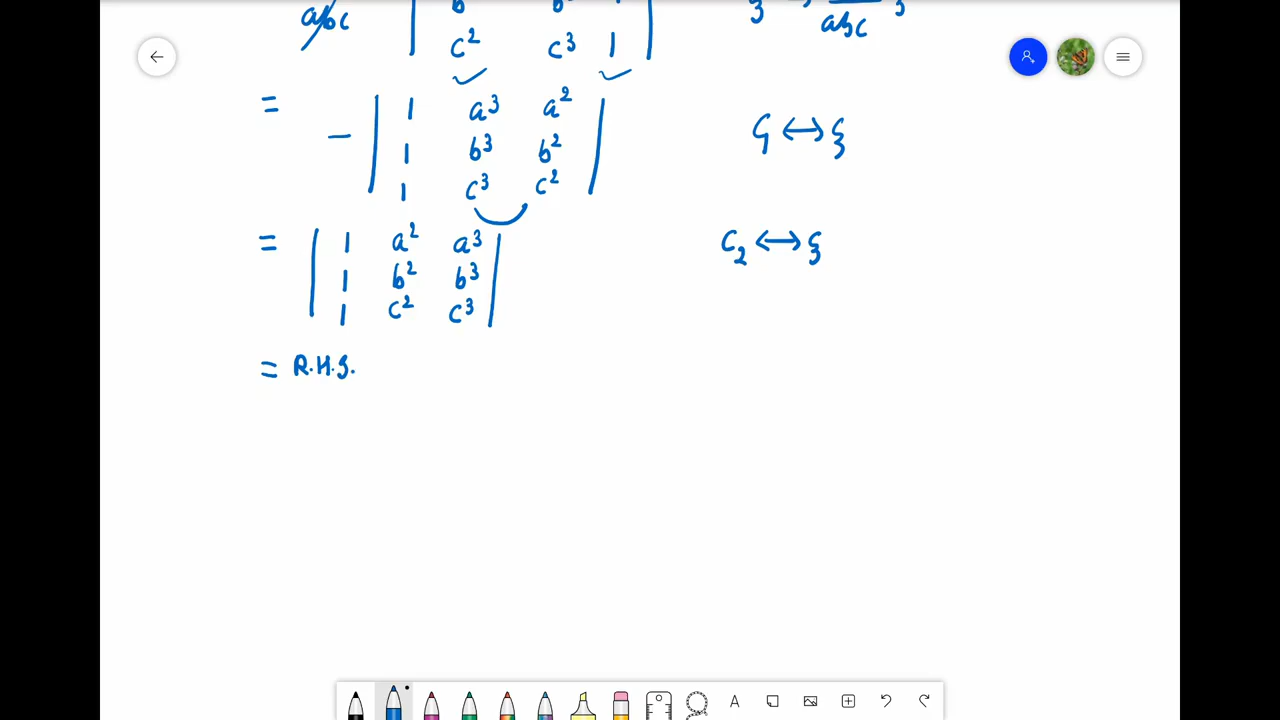 abc | c² c³ 1 | abc
= - | 1 a³ a² | C₁ ↔ C₃
| 1 b³ b² |
| 1 c³ c² |
= | 1 a² a³ | C₂ ↔ C₃
| 1 b² b³ |
| 1 c² c³ |
= R.H.S.
A